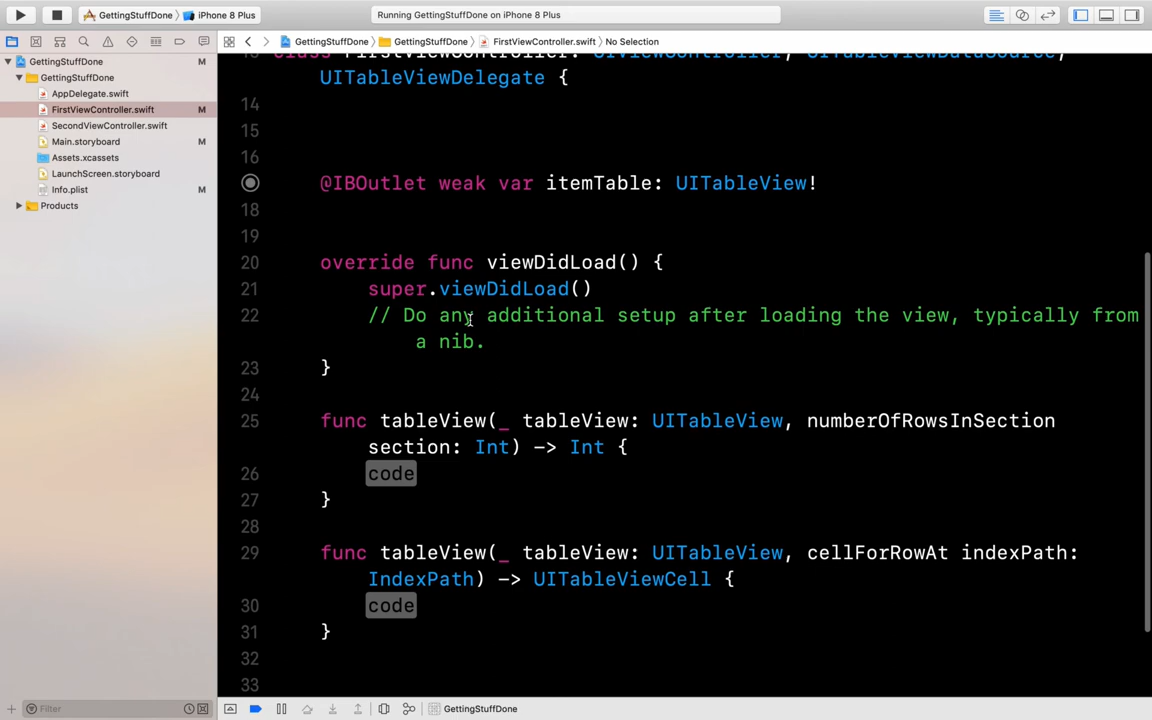 GettingStuffDone iPhone 8 Plus Running GettingStuffDone on iPhone 8 Plus
GettingStuffDone GettingStuffDone FirstViewController.swift No Selection
GettingStuffDone M
GettingStuffDone
AppDelegate.swift
FirstViewController.swift M
SecondViewController.swift
Main.storyboard M
Assets.xcassets
LaunchScreen.storyboard
Info.plist M
Products
class FirstViewController: UIViewController, UITableViewDataSource,
UITableViewDelegate {
14
15
16
@IBOutlet weak var itemTable: UITableView!
18
19
20 override func viewDidLoad() {
21 super.viewDidLoad()
22 // Do any additional setup after loading the view, typically from
a nib.
23 }
24
25 func tableView(_ tableView: UITableView, numberOfRowsInSection
section: Int) -> Int {
26 code
27 }
28
29 func tableView(_ tableView: UITableView, cellForRowAt indexPath:
IndexPath) -> UITableViewCell {
30 code
31 }
32
33
Filter GettingStuffDone